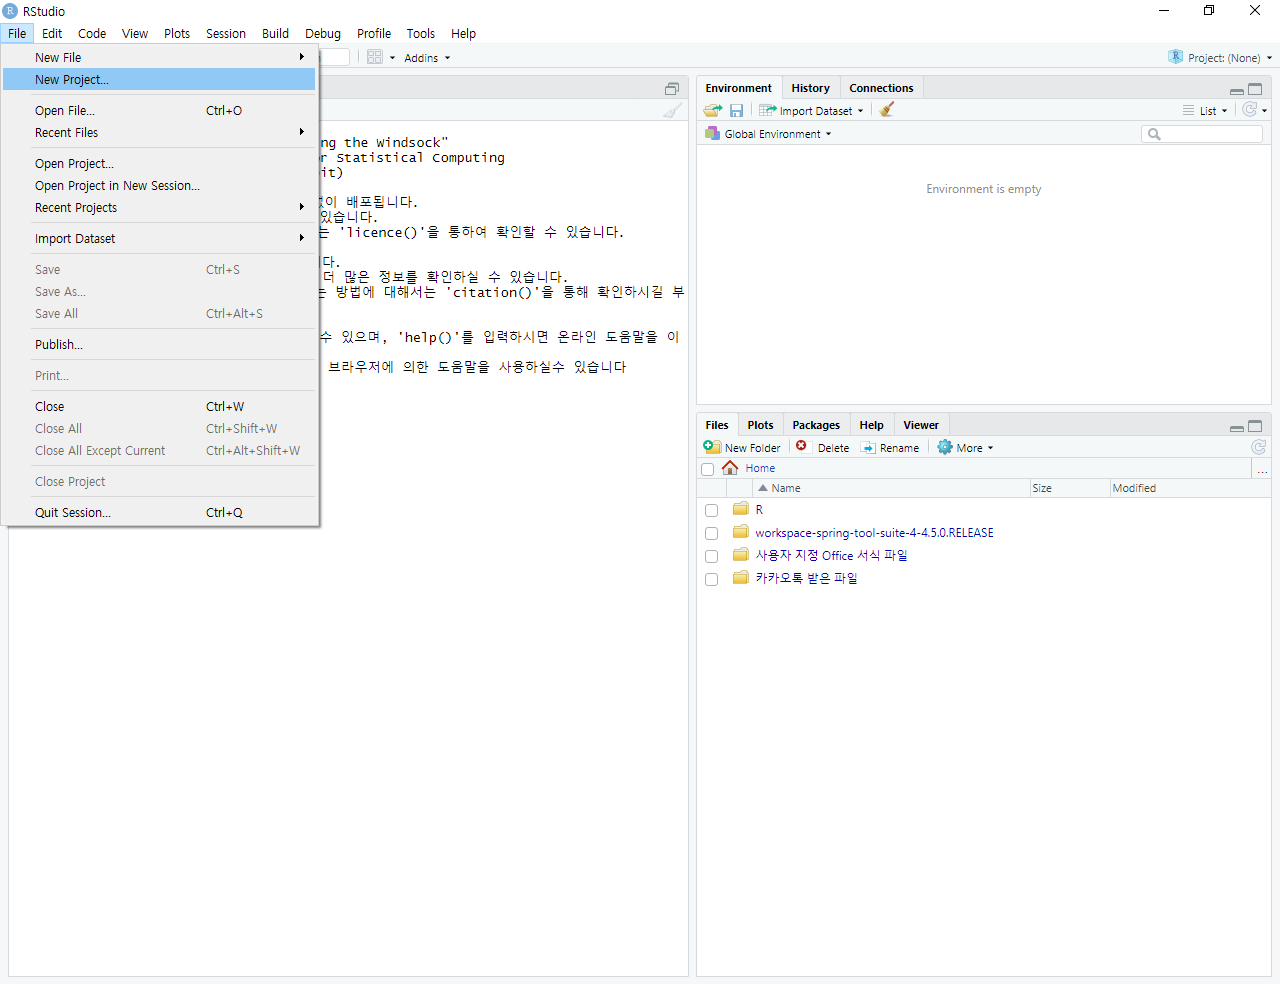 RStudio
File Edit Code View Plots Session Build Debug Profile Tools Help
Addins
Project: (None)
New File
New Project...
Open File... Ctrl+O
Recent Files
Open Project...
Open Project in New Session...
Recent Projects
Import Dataset
Save Ctrl+S
Save As...
Save All Ctrl+Alt+S
Publish...
Print...
Close Ctrl+W
Close All Ctrl+Shift+W
Close All Except Current Ctrl+Alt+Shift+W
Close Project
Quit Session... Ctrl+Q
ng the Windsock"
r Statistical Computing
it)
이 배포됩니다.
있습니다.
는 'licence()'을 통하여 확인할 수 있습니다.
다.
더 많은 정보를 확인하실 수 있습니다.
는 방법에 대해서는 'citation()'을 통해 확인하시길 부
수 있으며, 'help()'를 입력하시면 온라인 도움말을 이
브라우저에 의한 도움말을 사용하실수 있습니다
Environment History Connections
Import Dataset List
Global Environment
Environment is empty
Files Plots Packages Help Viewer
New Folder Delete Rename More
Home ...
Name Size Modified
R
workspace-spring-tool-suite-4-4.5.0.RELEASE
사용자 지정 Office 서식 파일
카카오톡 받은 파일